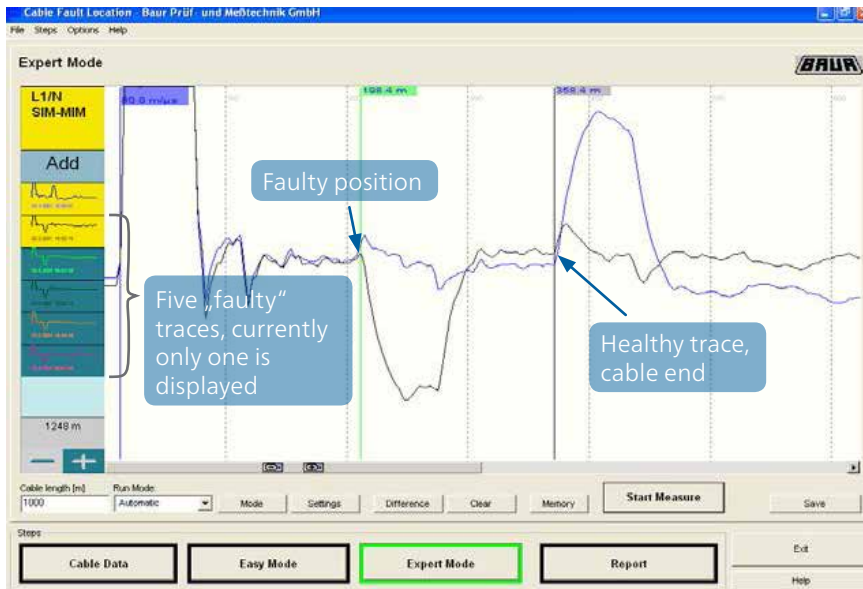 Cable Fault Location - Baur Prüf- und Meßtechnik GmbH
File Steps Options Help
Expert Mode
BAUR
L1/N
SIM-MIM
Add
80.0 m/µs
198.4 m
358.4 m
Faulty position
Five „faulty“
traces, currently
only one is
displayed
Healthy trace,
cable end
1248 m
Cable length [m]
1000
Run Mode:
Automatic
Mode
Settings
Difference
Clear
Memory
Start Measure
Save
Steps
Cable Data
Easy Mode
Expert Mode
Report
Exit
Help